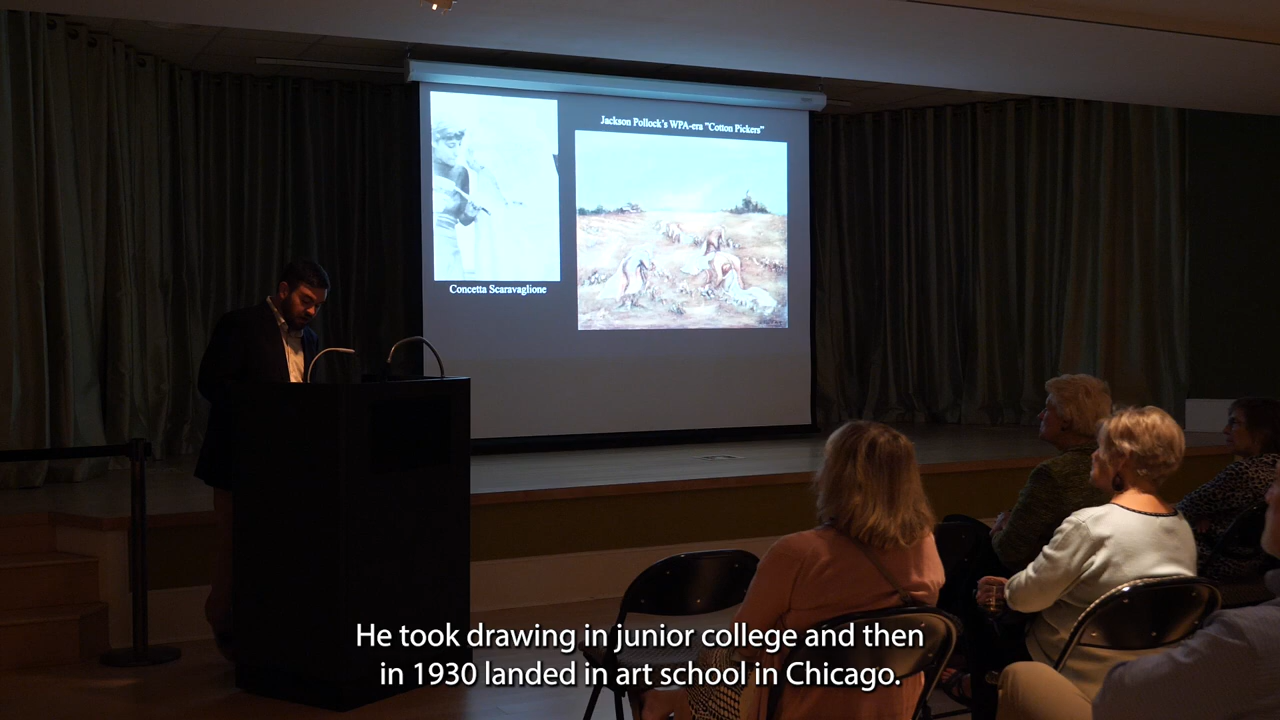 Jackson Pollock's WPA-era "Cotton Pickers"
Concetta Scaravaglione
He took drawing in junior college and then
in 1930 landed in art school in Chicago.